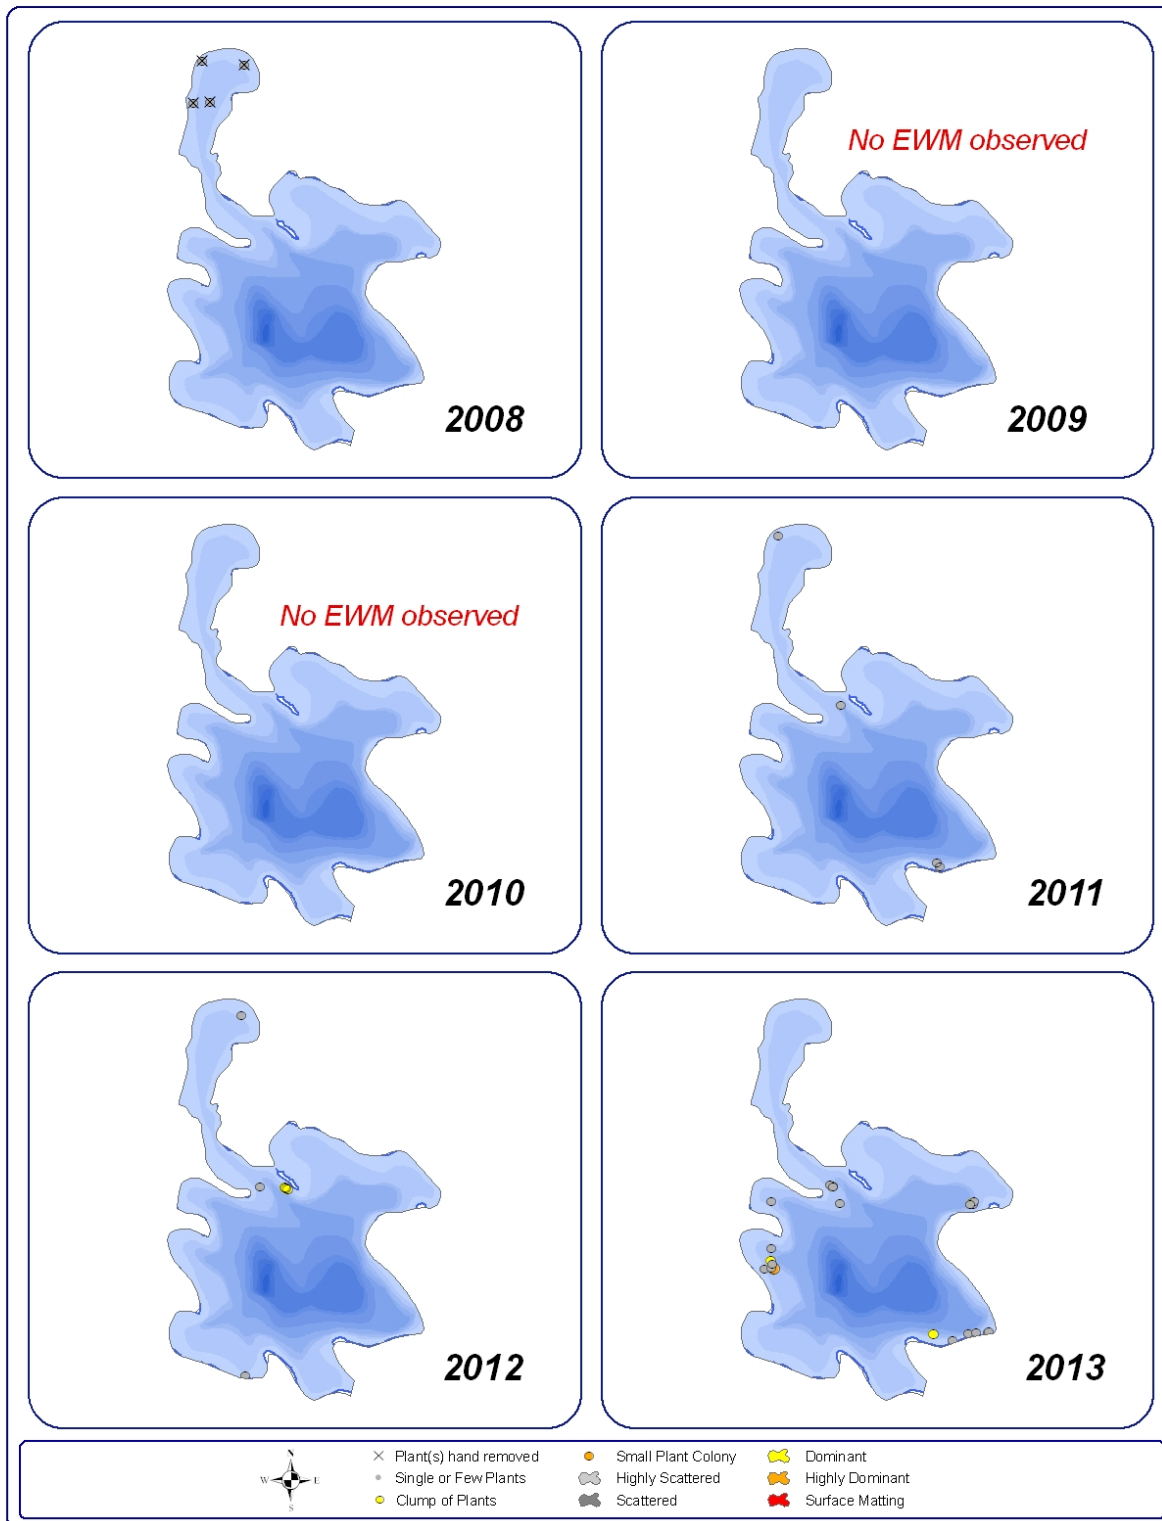 No EWM observed
2008
2009
No EWM observed
2010
2011
2012
2013
N
W E
S
Plant(s) hand removed
Single or Few Plants
Clump of Plants
Small Plant Colony
Highly Scattered
Scattered
Dominant
Highly Dominant
Surface Matting